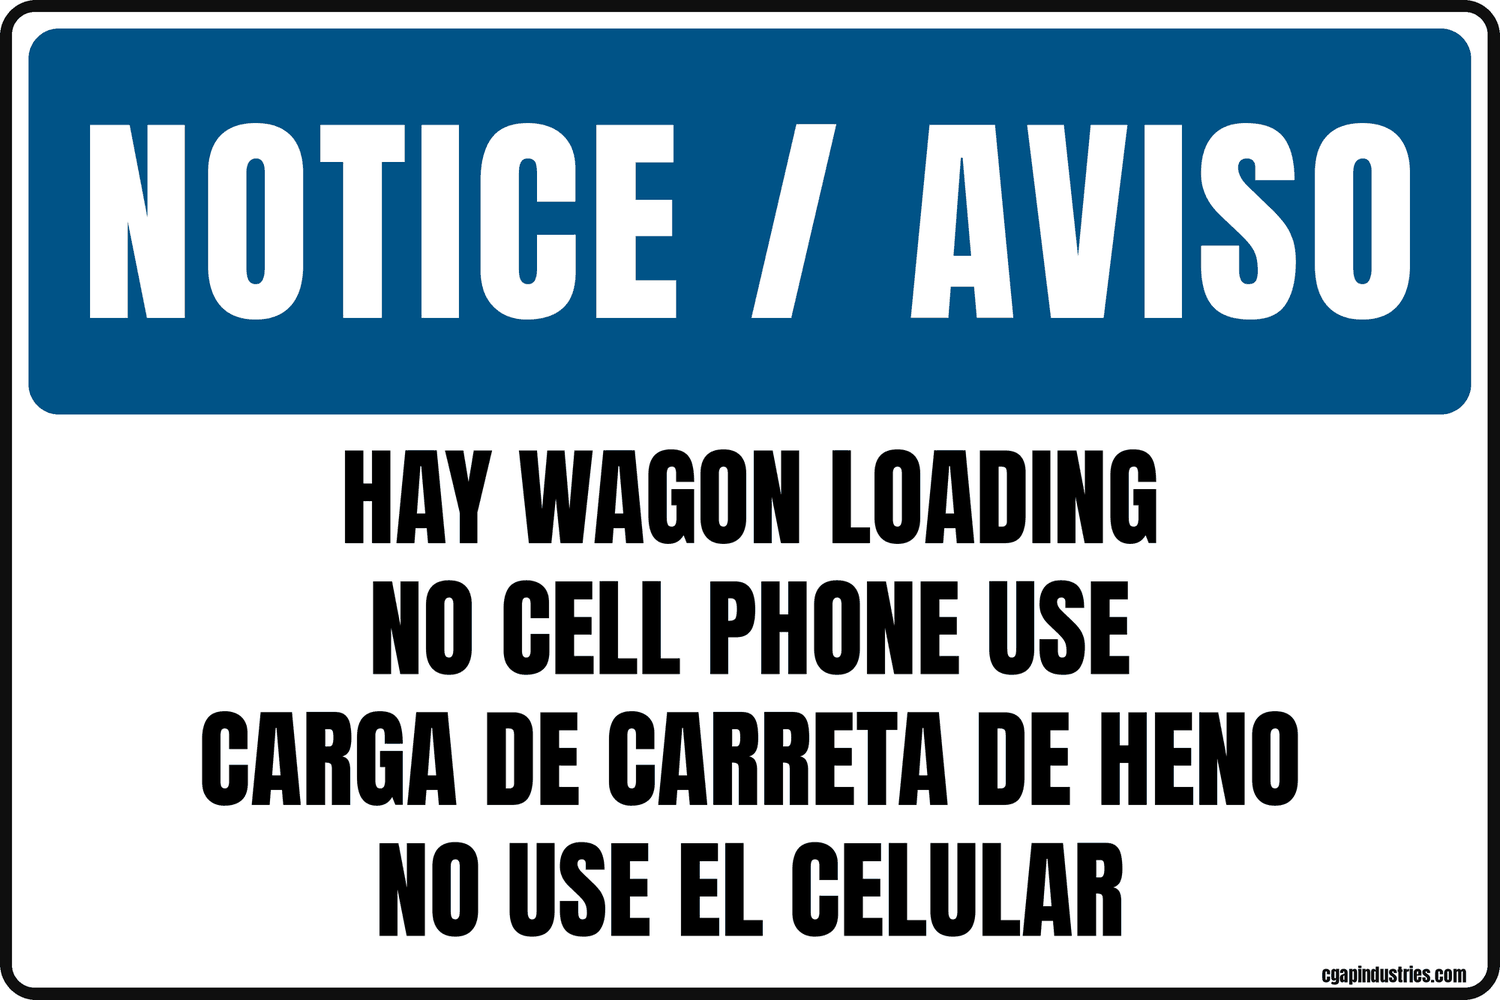 NOTICE / AVISO
HAY WAGON LOADING
NO CELL PHONE USE
CARGA DE CARRETA DE HENO
NO USE EL CELULAR
cgapindustries.com